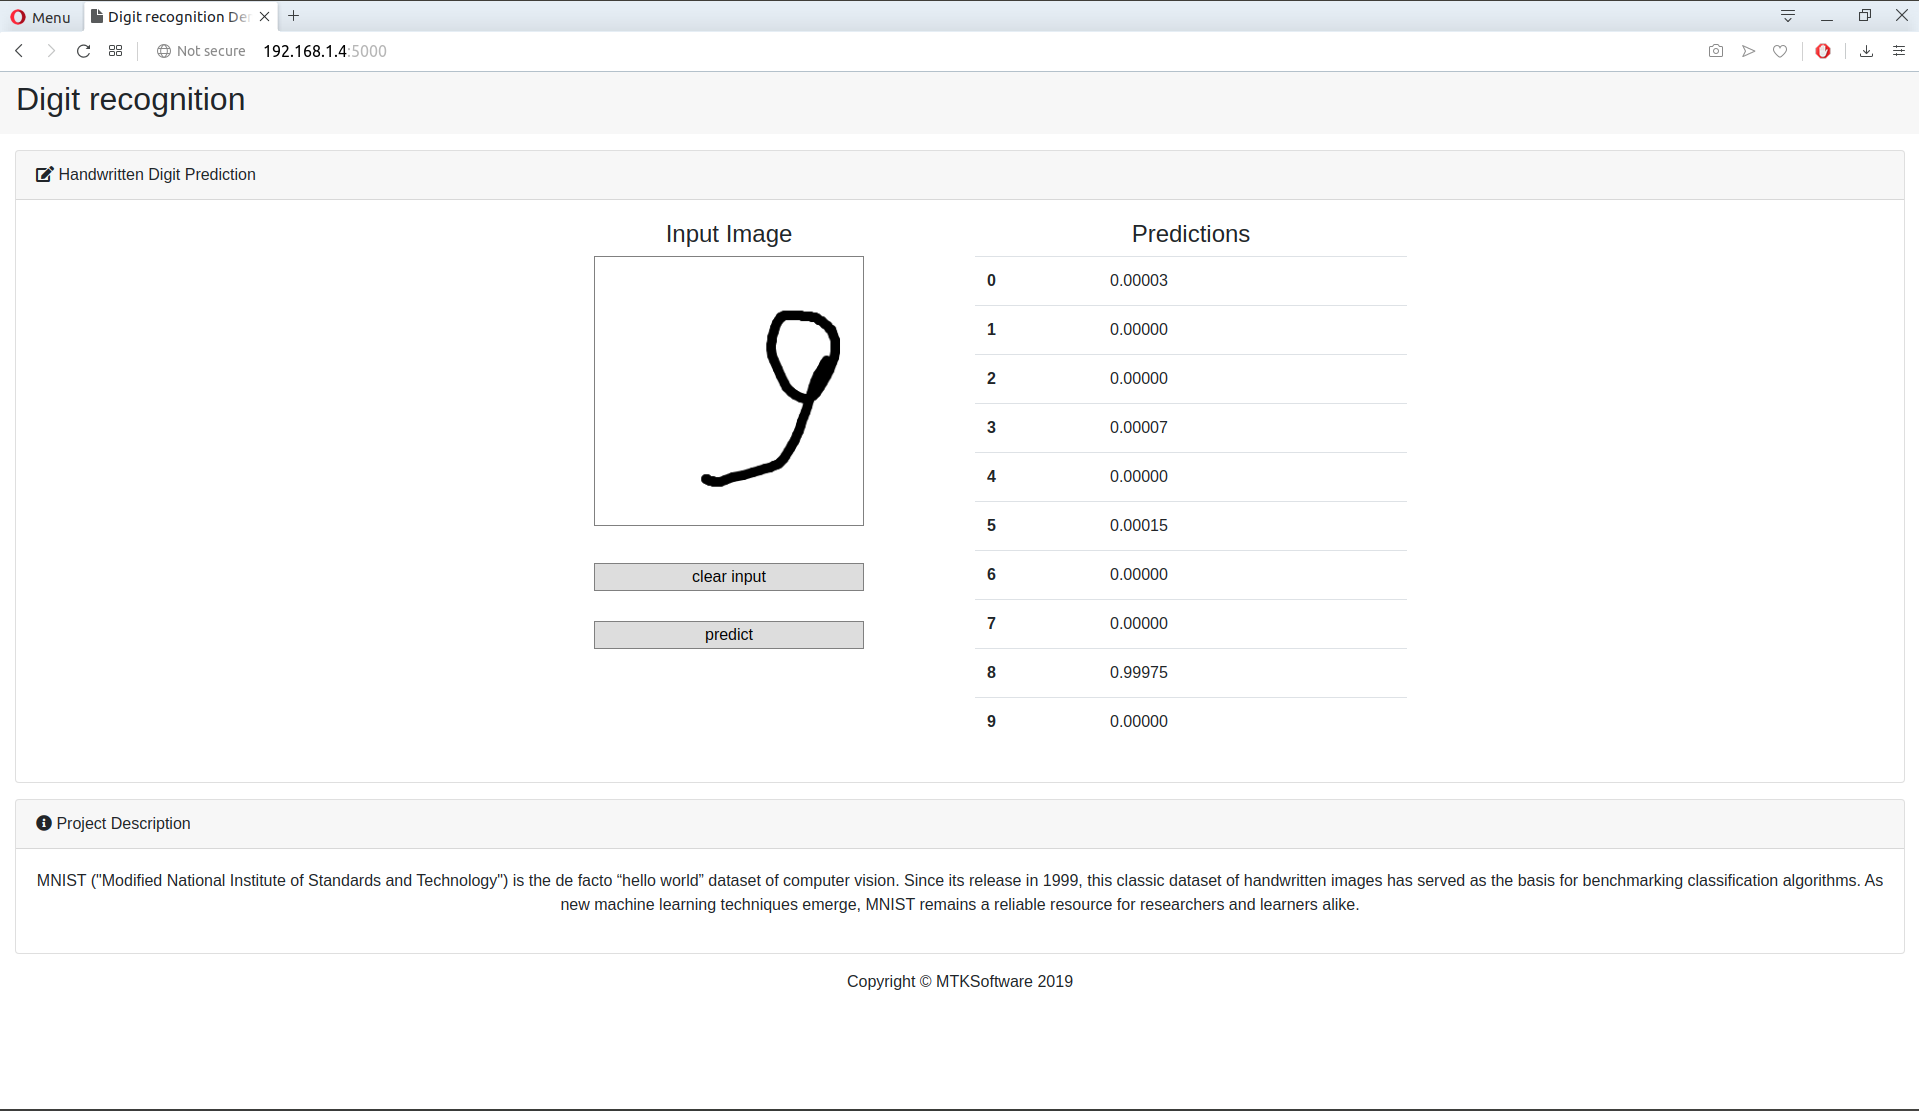 Menu
Digit recognition De
Not secure 192.168.1.4:5000
Digit recognition
Handwritten Digit Prediction
Input Image
9
clear input
predict
Predictions
0 0.00003
1 0.00000
2 0.00000
3 0.00007
4 0.00000
5 0.00015
6 0.00000
7 0.00000
8 0.99975
9 0.00000
Project Description
MNIST ("Modified National Institute of Standards and Technology") is the de facto “hello world” dataset of computer vision. Since its release in 1999, this classic dataset of handwritten images has served as the basis for benchmarking classification algorithms. As
new machine learning techniques emerge, MNIST remains a reliable resource for researchers and learners alike.
Copyright © MTKSoftware 2019